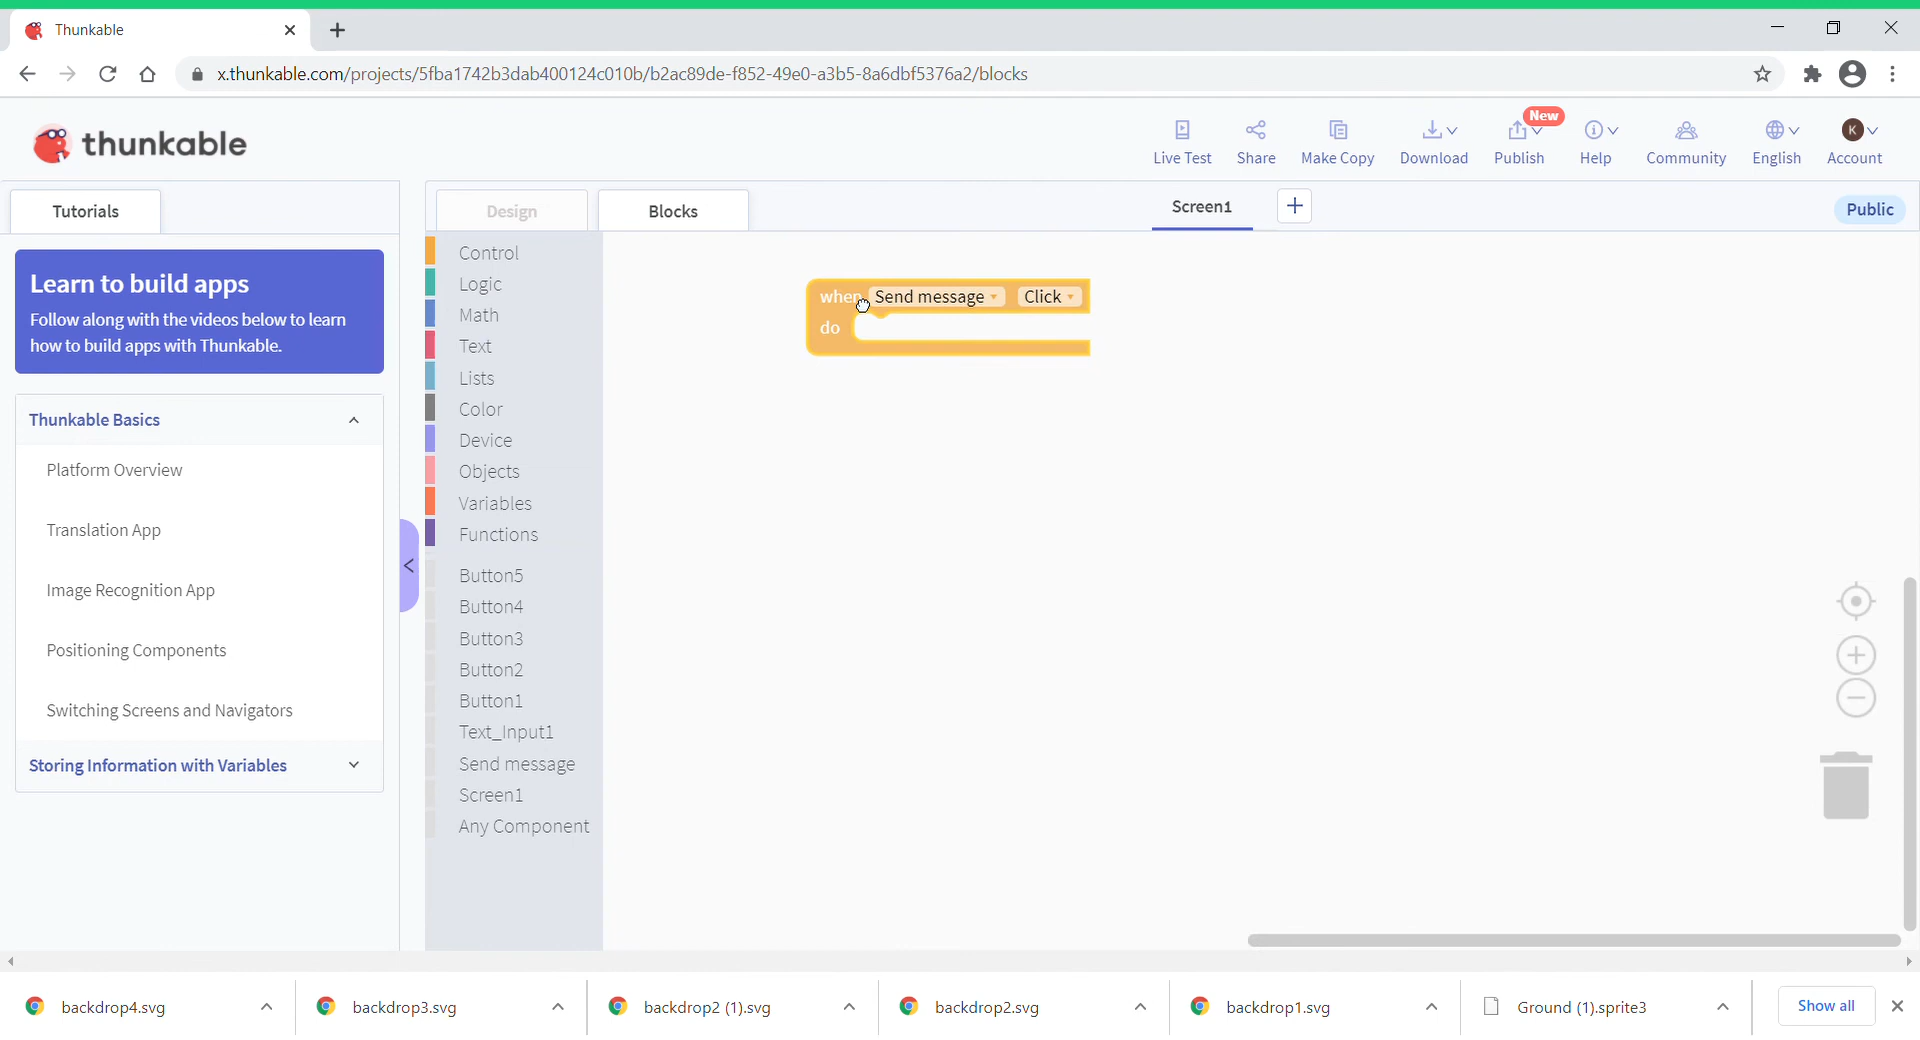 Thunkable
x.thunkable.com/projects/5fba1742b3dab400124c010b/b2ac89de-f852-49e0-a3b5-8a6dbf5376a2/blocks
thunkable
Live Test
Share
Make Copy
Download
New
Publish
Help
Community
English
K
Account
Tutorials
Design
Blocks
Screen1
Public
Learn to build apps
Follow along with the videos below to learn
how to build apps with Thunkable.
Thunkable Basics
Platform Overview
Translation App
Image Recognition App
Positioning Components
Switching Screens and Navigators
Storing Information with Variables
Control
Logic
Math
Text
Lists
Color
Device
Objects
Variables
Functions
Button5
Button4
Button3
Button2
Button1
Text_Input1
Send message
Screen1
Any Component
when Send message Click
do
backdrop4.svg
backdrop3.svg
backdrop2 (1).svg
backdrop2.svg
backdrop1.svg
Ground (1).sprite3
Show all